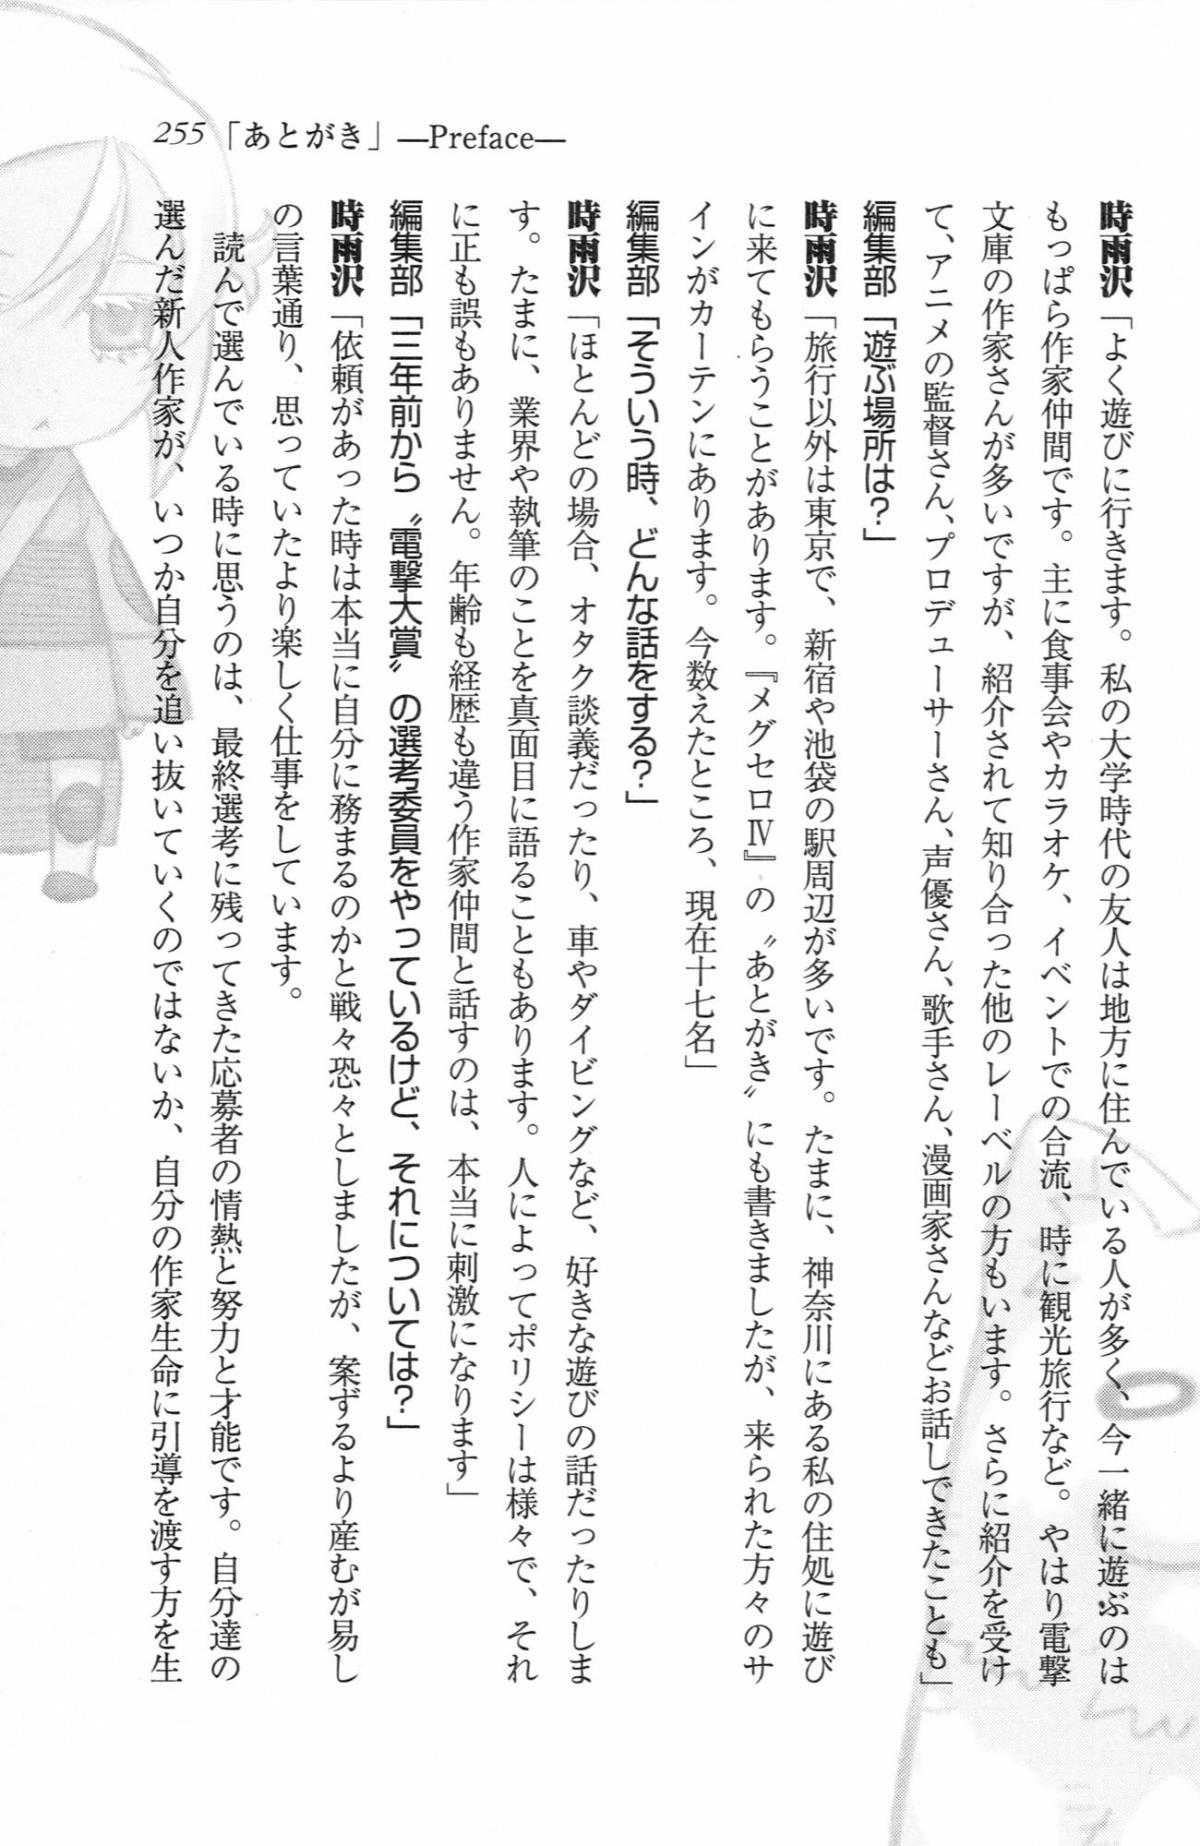 255「あとがき」―Preface―
時雨沢「よく遊びに行きます。私の大学時代の友人は地方に住んでいる人が多く、今一緒に遊ぶのは
もっぱら作家仲間です。主に食事会やカラオケ、イベントでの合流、時に観光旅行など。やはり電撃
文庫の作家さんが多いですが、紹介されて知り合った他のレーベルの方もいます。さらに紹介を受け
て、アニメの監督さん、プロデューサーさん、声優さん、歌手さん、漫画家さんなどお話しできたことも」
編集部「遊ぶ場所は？」
時雨沢「旅行以外は東京で、新宿や池袋の駅周辺が多いです。たまに、神奈川にある私の住処に遊び
に来てもらうことがあります。『メグセロⅣ』の〝あとがき〟にも書きましたが、来られた方々のサ
インがカーテンにあります。今数えたところ、現在十七名」
編集部「そういう時、どんな話をする？」
時雨沢「ほとんどの場合、オタク談義だったり、車やダイビングなど、好きな遊びの話だったりしま
す。たまに、業界や執筆のことを真面目に語ることもあります。人によってポリシーは様々で、それ
に正も誤もありません。年齢も経歴も違う作家仲間と話すのは、本当に刺激になります」
編集部「三年前から〝電撃大賞〟の選考委員をやっているけど、それについては？」
時雨沢「依頼があった時は本当に自分に務まるのかと戦々恐々としましたが、案ずるより産むが易し
の言葉通り、思っていたより楽しく仕事をしています。
読んで選んでいる時に思うのは、最終選考に残ってきた応募者の情熱と努力と才能です。自分達の
選んだ新人作家が、いつか自分を追い抜いていくのではないか、自分の作家生命に引導を渡す方を生